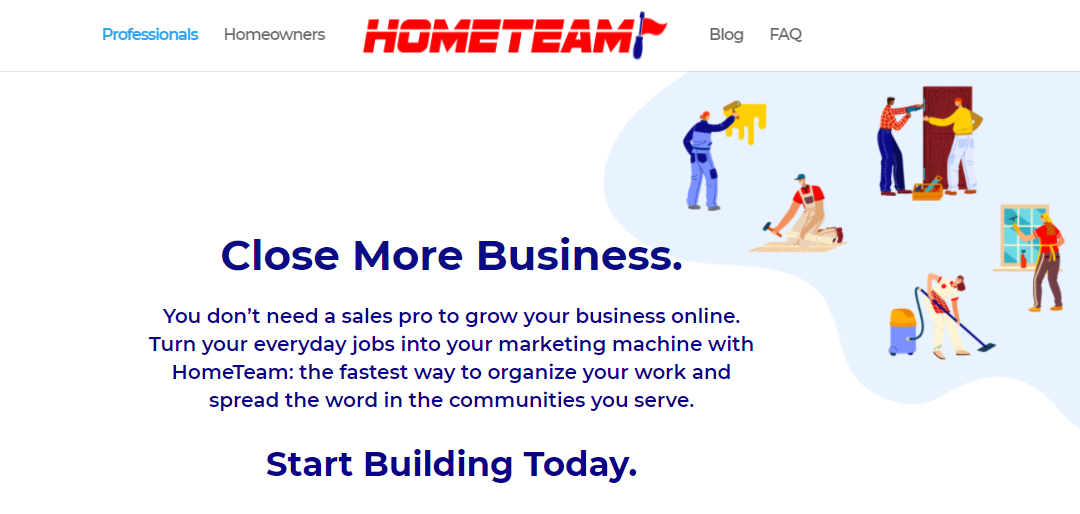 Professionals
Homeowners
HOMETEAM
Blog
FAQ
Close More Business.
You don’t need a sales pro to grow your business online.
Turn your everyday jobs into your marketing machine with
HomeTeam: the fastest way to organize your work and
spread the word in the communities you serve.
Start Building Today.